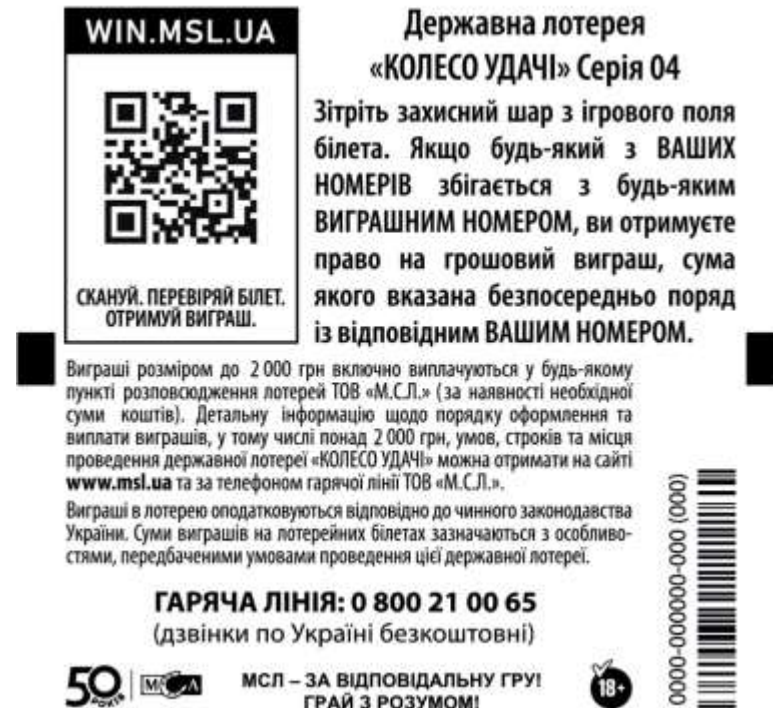 WIN.MSL.UA
СКАНУЙ. ПЕРЕВІРЯЙ БІЛЕТ.
ОТРИМУЙ ВИГРАШ.
Державна лотерея
«КОЛЕСО УДАЧІ» Серія 04
Зітріть захисний шар з ігрового поля
білета. Якщо будь-який з ВАШИХ
НОМЕРІВ збігається з будь-яким
ВИГРАШНИМ НОМЕРОМ, ви отримуєте
право на грошовий виграш, сума
якого вказана безпосередньо поряд
із відповідним ВАШИМ НОМЕРОМ.
Виграші розміром до 2 000 грн включно виплачуються у будь-якому
пункті розповсюдження лотерей ТОВ «М.С.Л.» (за наявності необхідної
суми коштів). Детальну інформацію щодо порядку оформлення та
виплати виграшів, у тому числі понад 2 000 грн, умов, строків та місця
проведення державної лотереї «КОЛЕСО УДАЧІ» можна отримати на сайті
www.msl.ua та за телефоном гарячої лінії ТОВ «М.С.Л.».
Виграші в лотерею оподатковуються відповідно до чинного законодавства
України. Суми виграшів на лотерейних білетах зазначаються з особливо-
стями, передбаченими умовами проведення цієї державної лотереї.
ГАРЯЧА ЛІНІЯ: 0 800 21 00 65
(дзвінки по Україні безкоштовні)
50 РОКІВ
МСЛ
МСЛ – ЗА ВІДПОВІДАЛЬНУ ГРУ!
ГРАЙ З РОЗУМОМ!
18+
0000-000000-000 (000)